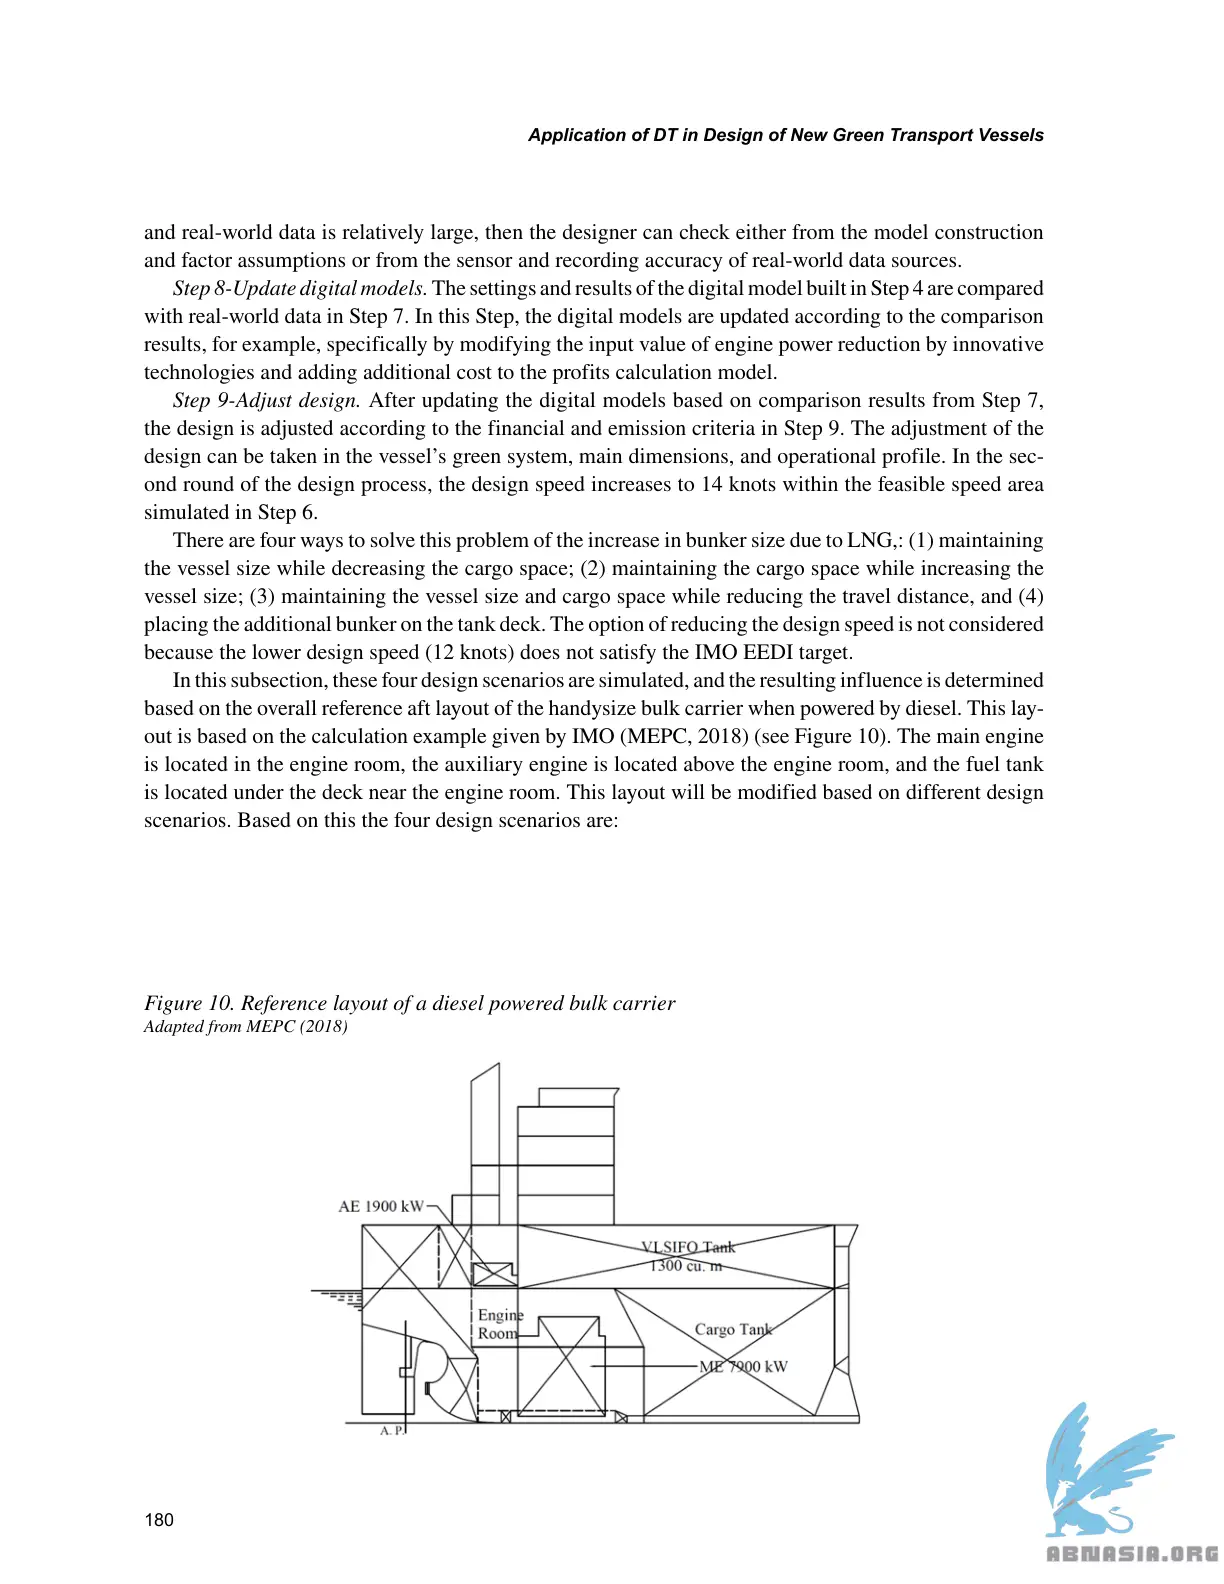 Application of DT in Design of New Green Transport Vessels
and real-world data is relatively large, then the designer can check either from the model construction
and factor assumptions or from the sensor and recording accuracy of real-world data sources.
Step 8-Update digital models. The settings and results of the digital model built in Step 4 are compared
with real-world data in Step 7. In this Step, the digital models are updated according to the comparison
results, for example, specifically by modifying the input value of engine power reduction by innovative
technologies and adding additional cost to the profits calculation model.
Step 9-Adjust design. After updating the digital models based on comparison results from Step 7,
the design is adjusted according to the financial and emission criteria in Step 9. The adjustment of the
design can be taken in the vessel’s green system, main dimensions, and operational profile. In the sec-
ond round of the design process, the design speed increases to 14 knots within the feasible speed area
simulated in Step 6.
There are four ways to solve this problem of the increase in bunker size due to LNG,: (1) maintaining
the vessel size while decreasing the cargo space; (2) maintaining the cargo space while increasing the
vessel size; (3) maintaining the vessel size and cargo space while reducing the travel distance, and (4)
placing the additional bunker on the tank deck. The option of reducing the design speed is not considered
because the lower design speed (12 knots) does not satisfy the IMO EEDI target.
In this subsection, these four design scenarios are simulated, and the resulting influence is determined
based on the overall reference aft layout of the handysize bulk carrier when powered by diesel. This lay-
out is based on the calculation example given by IMO (MEPC, 2018) (see Figure 10). The main engine
is located in the engine room, the auxiliary engine is located above the engine room, and the fuel tank
is located under the deck near the engine room. This layout will be modified based on different design
scenarios. Based on this the four design scenarios are:
Figure 10. Reference layout of a diesel powered bulk carrier
Adapted from MEPC (2018)
AE 1900 kW
VLSIFO Tank
1300 cu. m
Engine
Room
Cargo Tank
ME 7900 kW
A. P.
180
ABNASIA.ORG